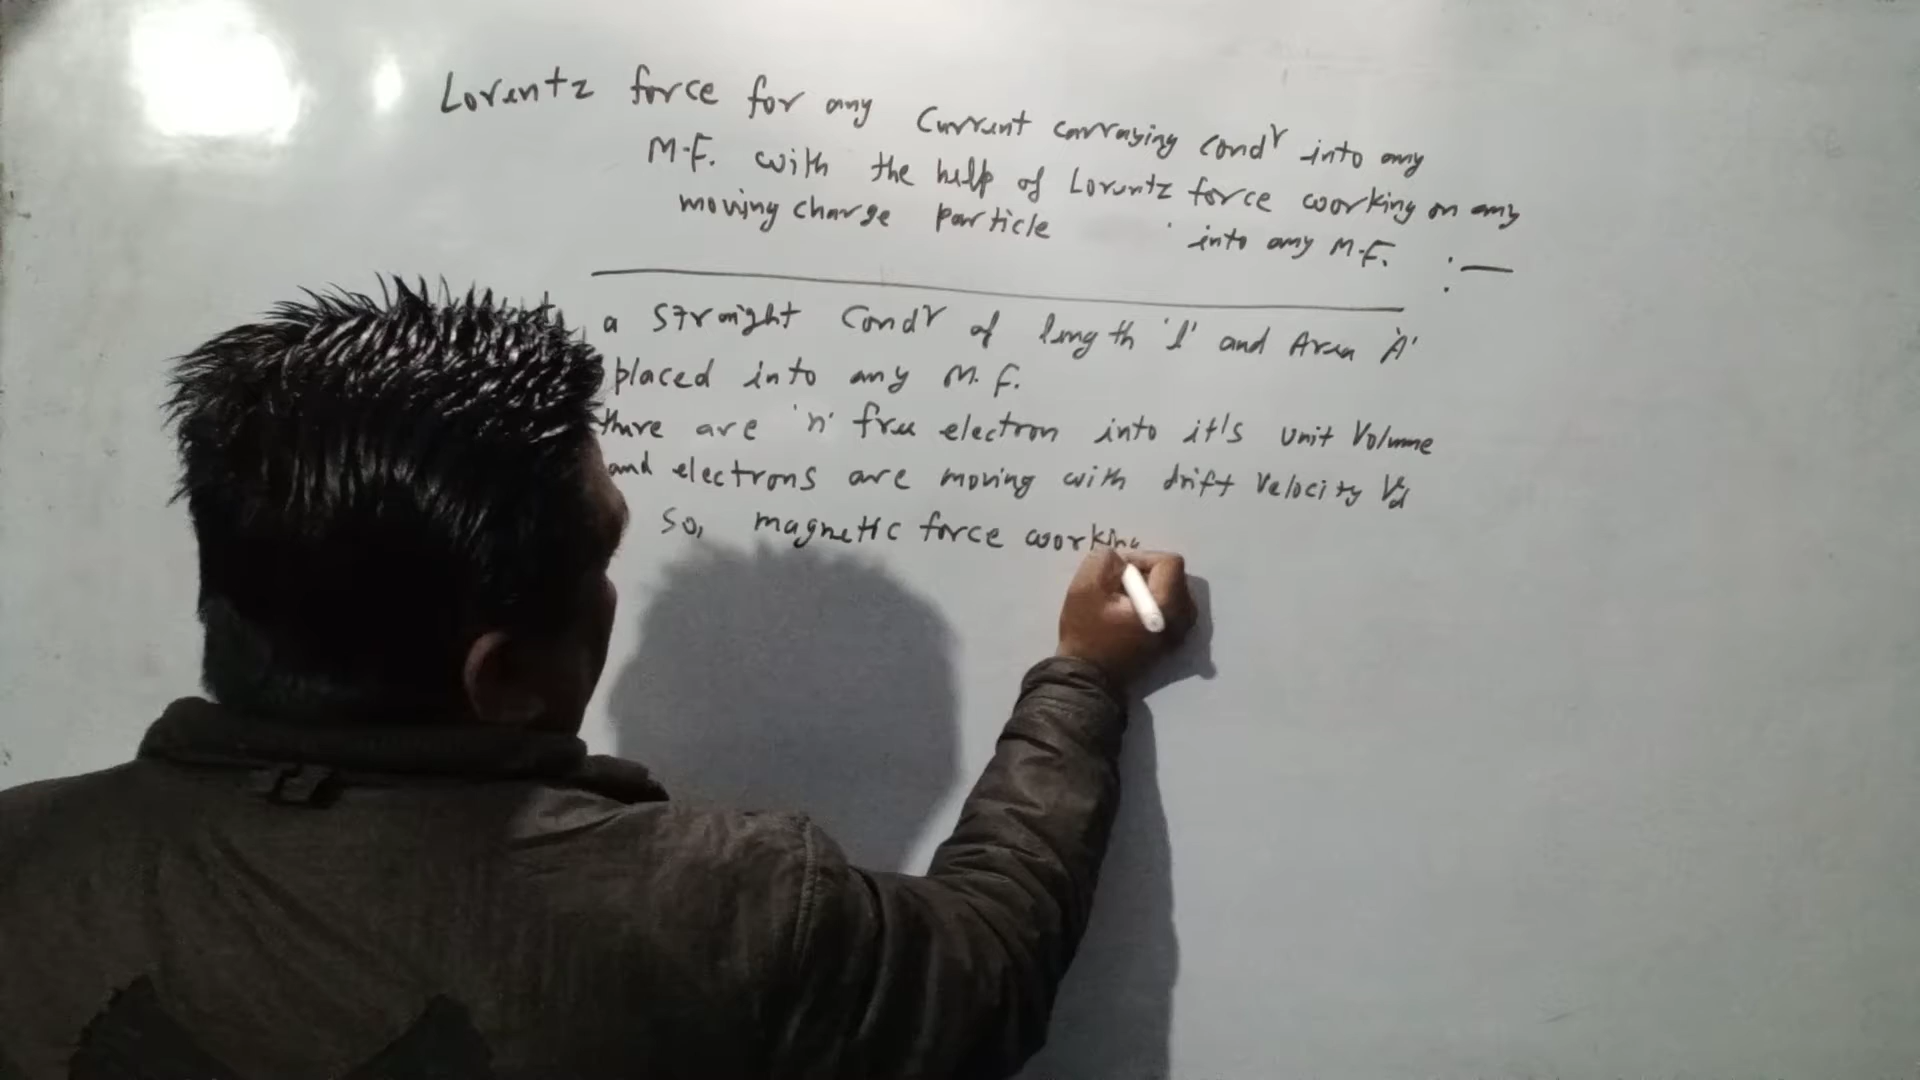 Lorentz force for any Current carraying condr into any
M.F. with the help of Lorentz force working on any
moving charge particle into any M.F. :—
a straight Condr of length 'l' and Area 'A'
placed into any M.F.
there are 'n' free electron into it's unit Volume
and electrons are moving with drift velocity Vd
So, magnetic force working